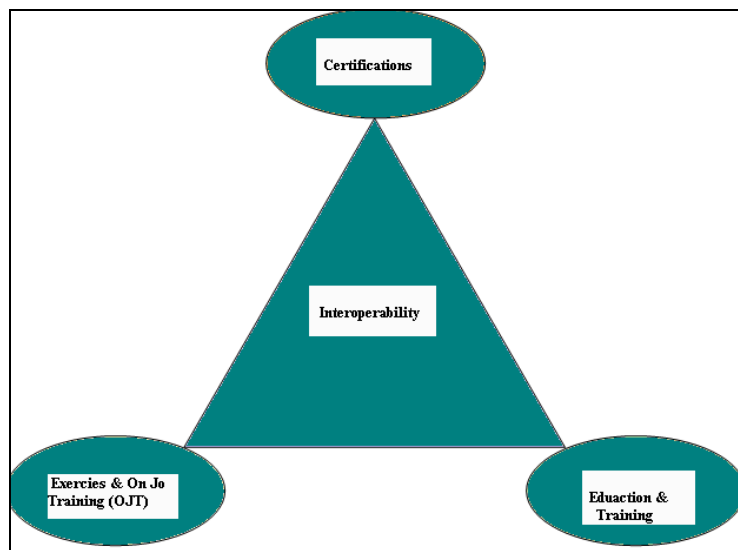 Certifications
Interoperability
Exercies & On Jo
Training (OJT)
Eduaction &
Training